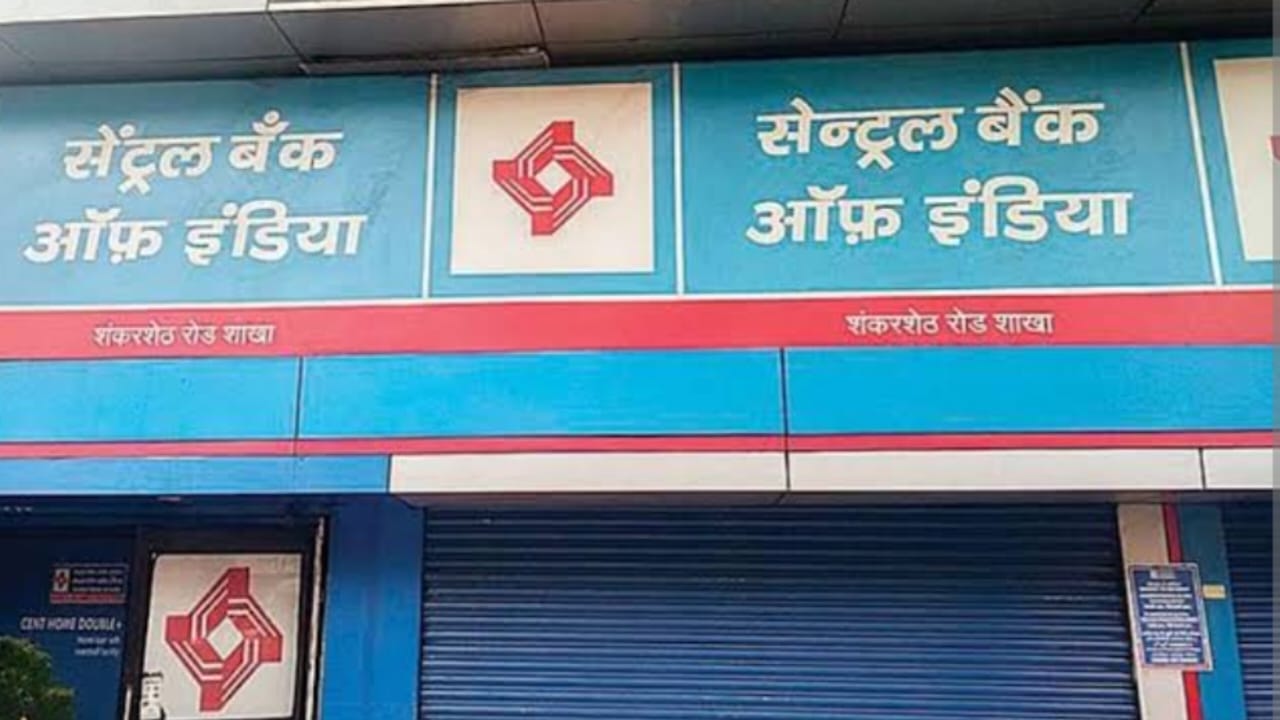 सेंट्रल बँक
ऑफ़ इंडिया
सेन्ट्रल बैंक
ऑफ़ इंडिया
शंकरशेठ रोड शाखा
शंकरशेठ रोड शाखा
CENT HOME DOUBLE+